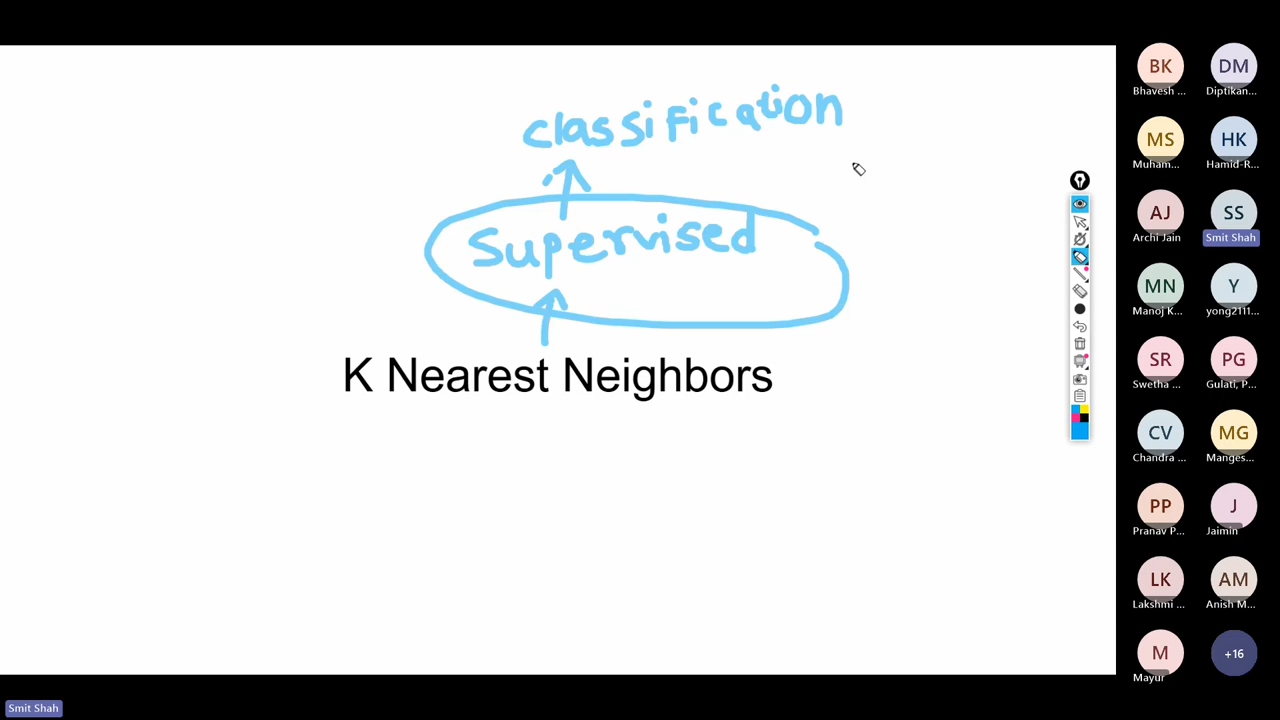 classification
Supervised
K Nearest Neighbors
BK
Bhavesh ...
DM
Diptikan...
MS
Muham...
HK
Hamid-R...
AJ
Archi Jain
SS
Smit Shah
MN
Manoj K...
Y
yong2111...
SR
Swetha ...
PG
Gulati, P...
CV
Chandra ...
MG
Manges...
PP
Pranav P...
J
Jaimin
LK
Lakshmi ...
AM
Anish M...
M
Mayur
+16
Smit Shah